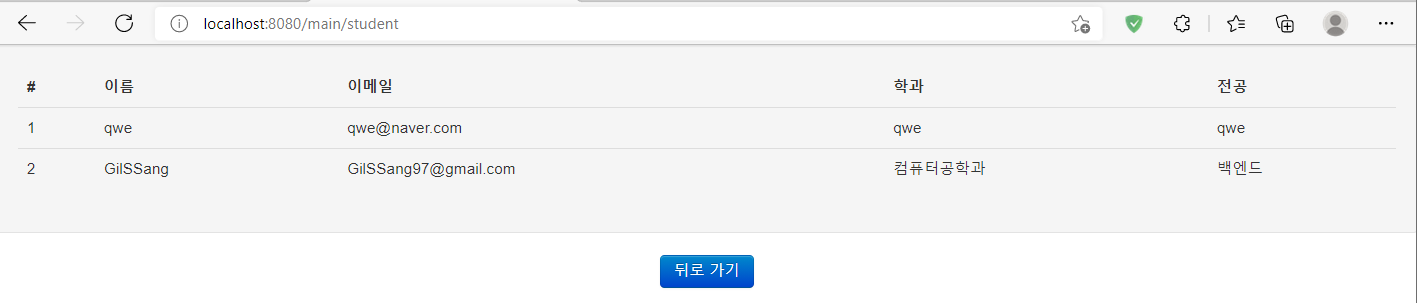 localhost:8080/main/student
# 이름 이메일 학과 전공
1 qwe qwe@naver.com qwe qwe
2 GilSSang GilSSang97@gmail.com 컴퓨터공학과 백엔드
뒤로 가기